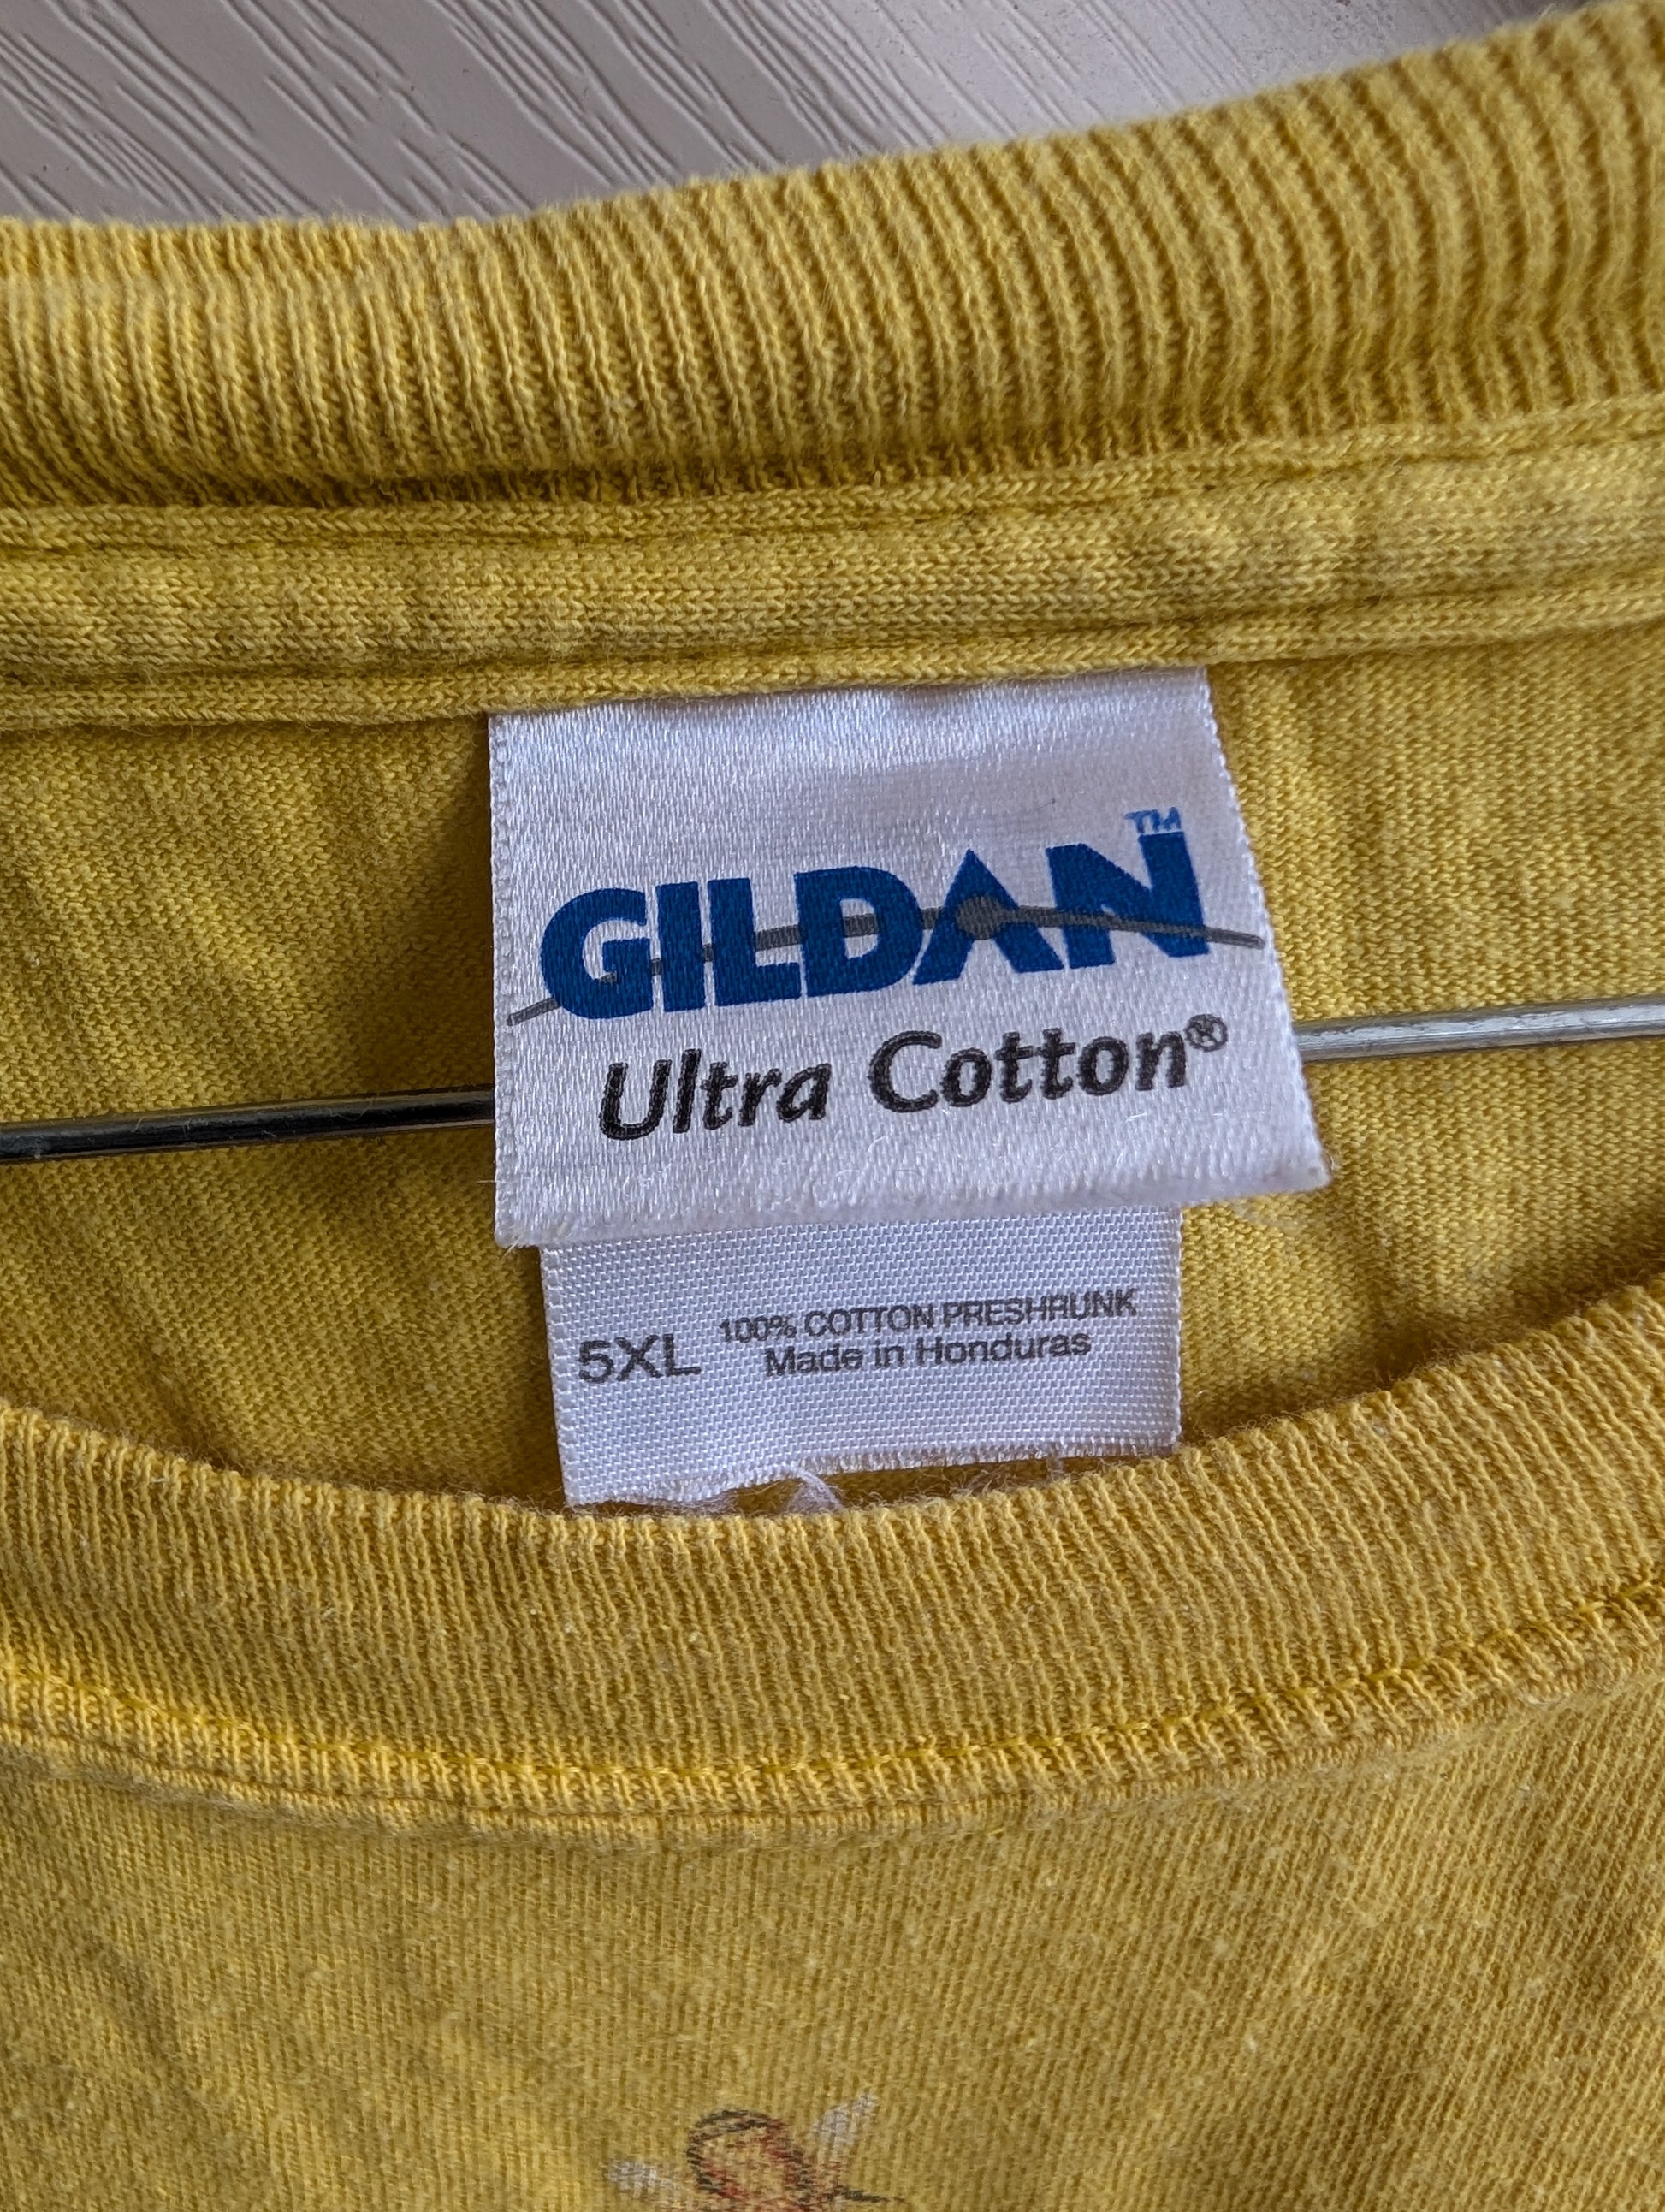 GILDAN™
Ultra Cotton®
5XL 100% COTTON PRESHRUNK
Made in Honduras